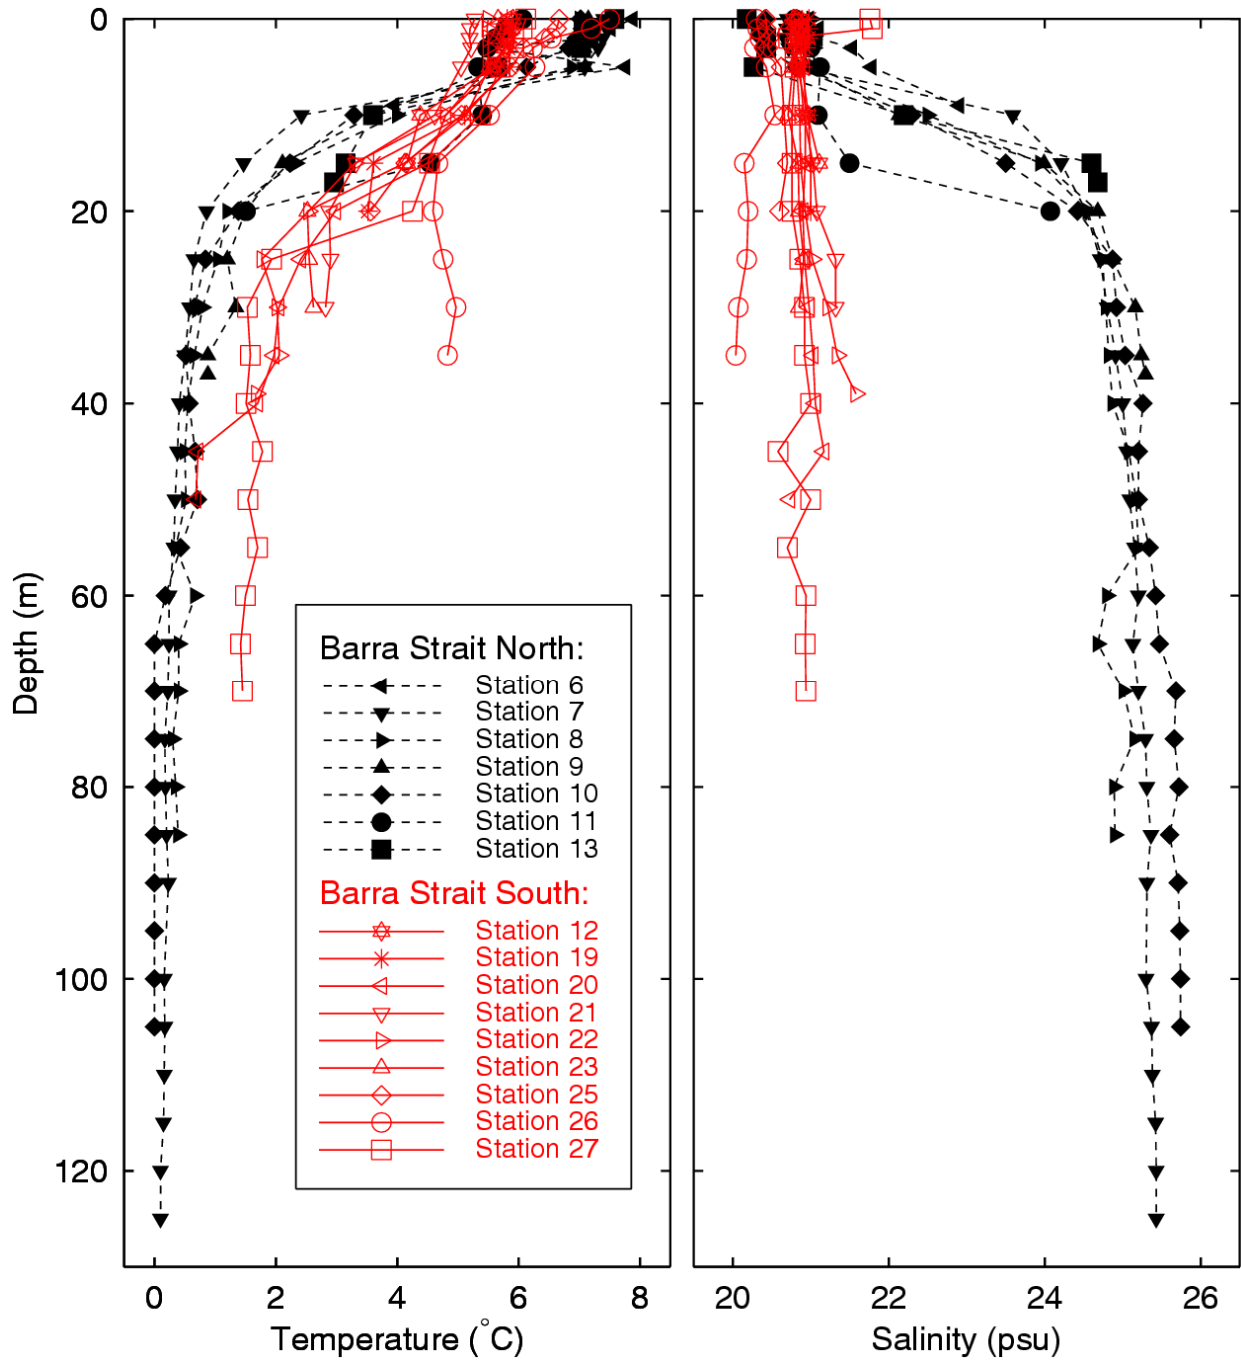 0
20
40
60
80
100
120
Depth (m)
Barra Strait North:
Station 6
Station 7
Station 8
Station 9
Station 10
Station 11
Station 13
Barra Strait South:
Station 12
Station 19
Station 20
Station 21
Station 22
Station 23
Station 25
Station 26
Station 27
0 2 4 6 8
Temperature (°C)
20 22 24 26
Salinity (psu)